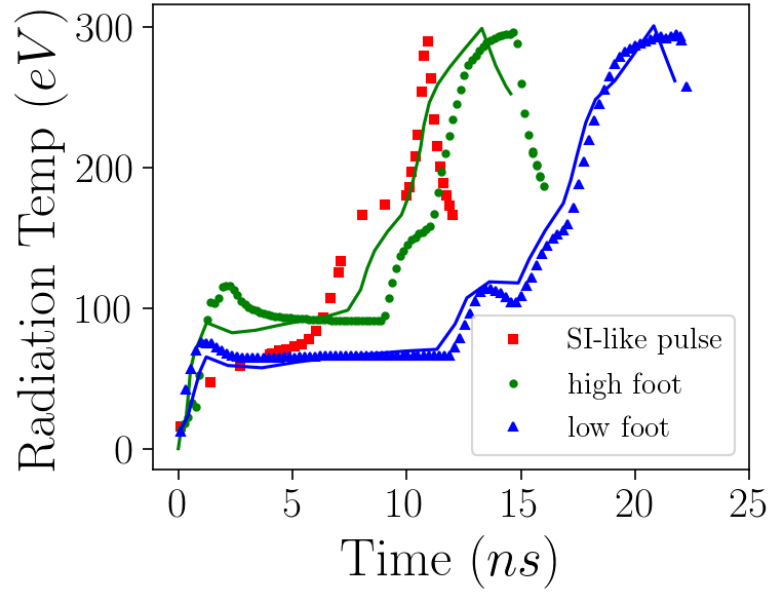 300
200
100
0
Radiation Temp (eV)
SI-like pulse
high foot
low foot
0 5 10 15 20 25
Time (ns)